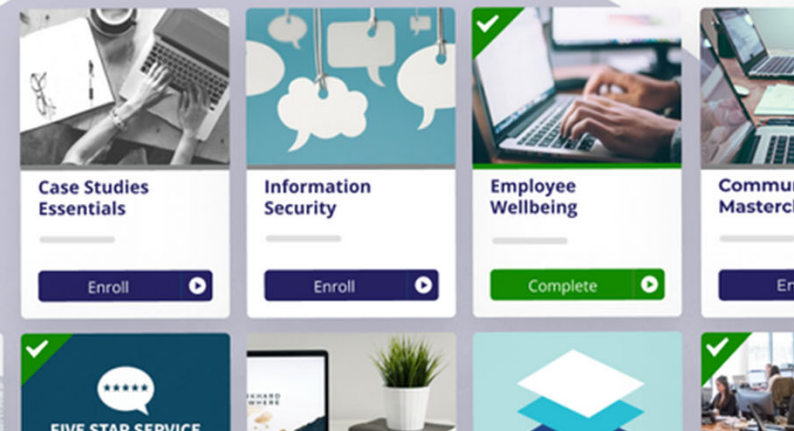 Case Studies
Essentials
Enroll
Information
Security
Enroll
Employee
Wellbeing
Complete
FIVE STAR SERVICE